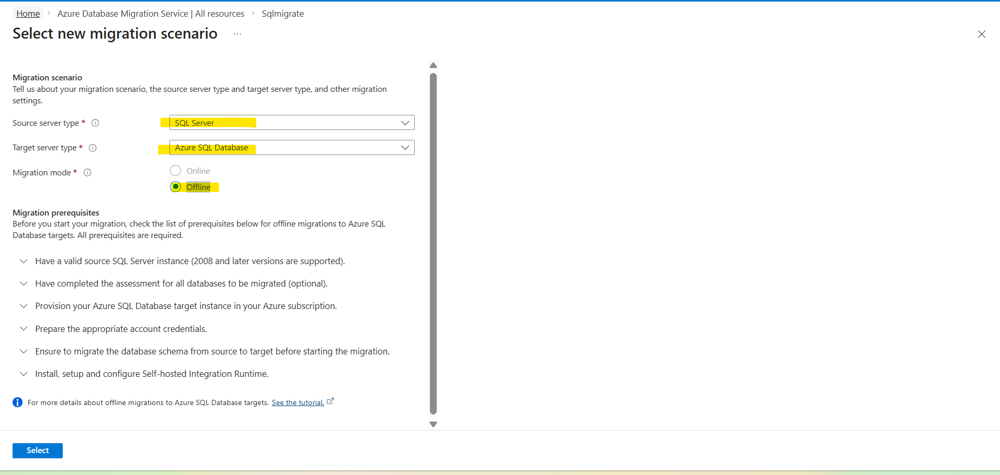 Home > Azure Database Migration Service | All resources > Sqlmigrate
Select new migration scenario ...
Migration scenario
Tell us about your migration scenario, the source server type and target server type, and other migration
settings.
Source server type *
SQL Server
Target server type *
Azure SQL Database
Migration mode *
Online
Offline
Migration prerequisites
Before you start your migration, check the list of prerequisites below for offline migrations to Azure SQL
Database targets. All prerequisites are required.
Have a valid source SQL Server instance (2008 and later versions are supported).
Have completed the assessment for all databases to be migrated (optional).
Provision your Azure SQL Database target instance in your Azure subscription.
Prepare the appropriate account credentials.
Ensure to migrate the database schema from source to target before starting the migration.
Install, setup and configure Self-hosted Integration Runtime.
For more details about offline migrations to Azure SQL Database targets. See the tutorial.
Select